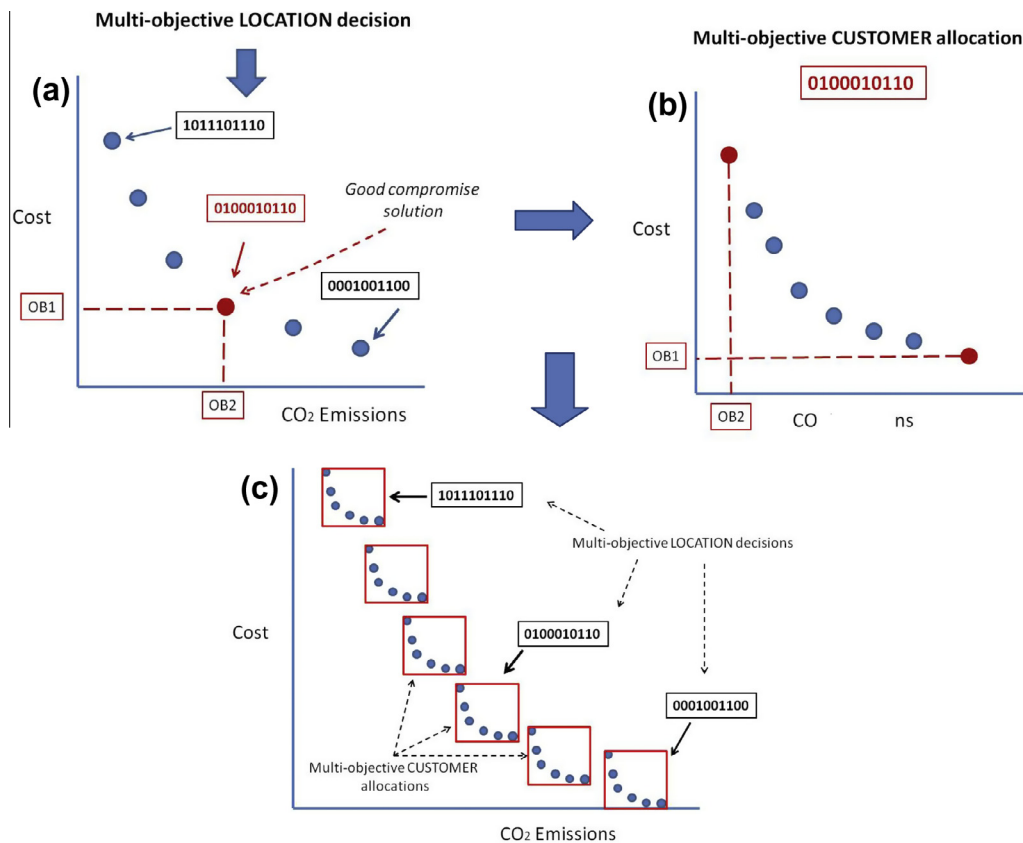 Multi-objective LOCATION decision
(a)
1011101110
Good compromise
solution
0100010110
Cost
0001001100
OB1
OB2
CO₂ Emissions
Multi-objective CUSTOMER allocation
0100010110
(b)
Cost
OB1
OB2
CO ns
(c)
1011101110
Multi-objective LOCATION decisions
Cost
0100010110
0001001100
Multi-objective CUSTOMER
allocations
CO₂ Emissions